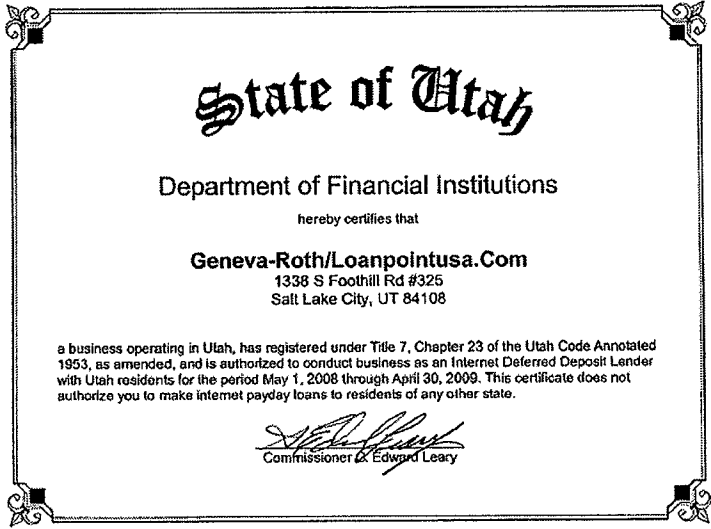 State of Utah
Department of Financial Institutions
hereby certifies that
Geneva-Roth/Loanpointusa.Com
1338 S Foothill Rd #325
Salt Lake City, UT 84108
a business operating in Utah, has registered under Title 7, Chapter 23 of the Utah Code Annotated
1953, as amended, and is authorized to conduct business as an Internet Deferred Deposit Lender
with Utah residents for the period May 1, 2008 through April 30, 2009. This certificate does not
authorize you to make internet payday loans to residents of any other state.
Commissioner G. Edward Leary